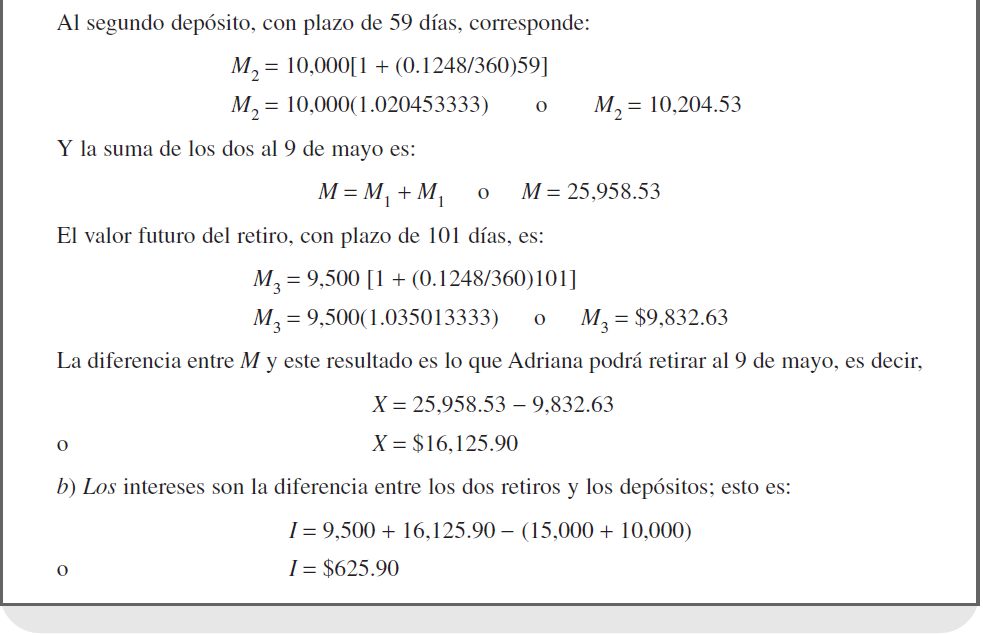 Al segundo depósito, con plazo de 59 días, corresponde:
M₂ = 10,000[1 + (0.1248/360)59]
M₂ = 10,000(1.020453333) o M₂ = 10,204.53
Y la suma de los dos al 9 de mayo es:
M = M₁ + M₁ o M = 25,958.53
El valor futuro del retiro, con plazo de 101 días, es:
M₃ = 9,500 [1 + (0.1248/360)101]
M₃ = 9,500(1.035013333) o M₃ = $9,832.63
La diferencia entre M y este resultado es lo que Adriana podrá retirar al 9 de mayo, es decir,
X = 25,958.53 − 9,832.63
o X = $16,125.90
b) Los intereses son la diferencia entre los dos retiros y los depósitos; esto es:
I = 9,500 + 16,125.90 − (15,000 + 10,000)
o I = $625.90